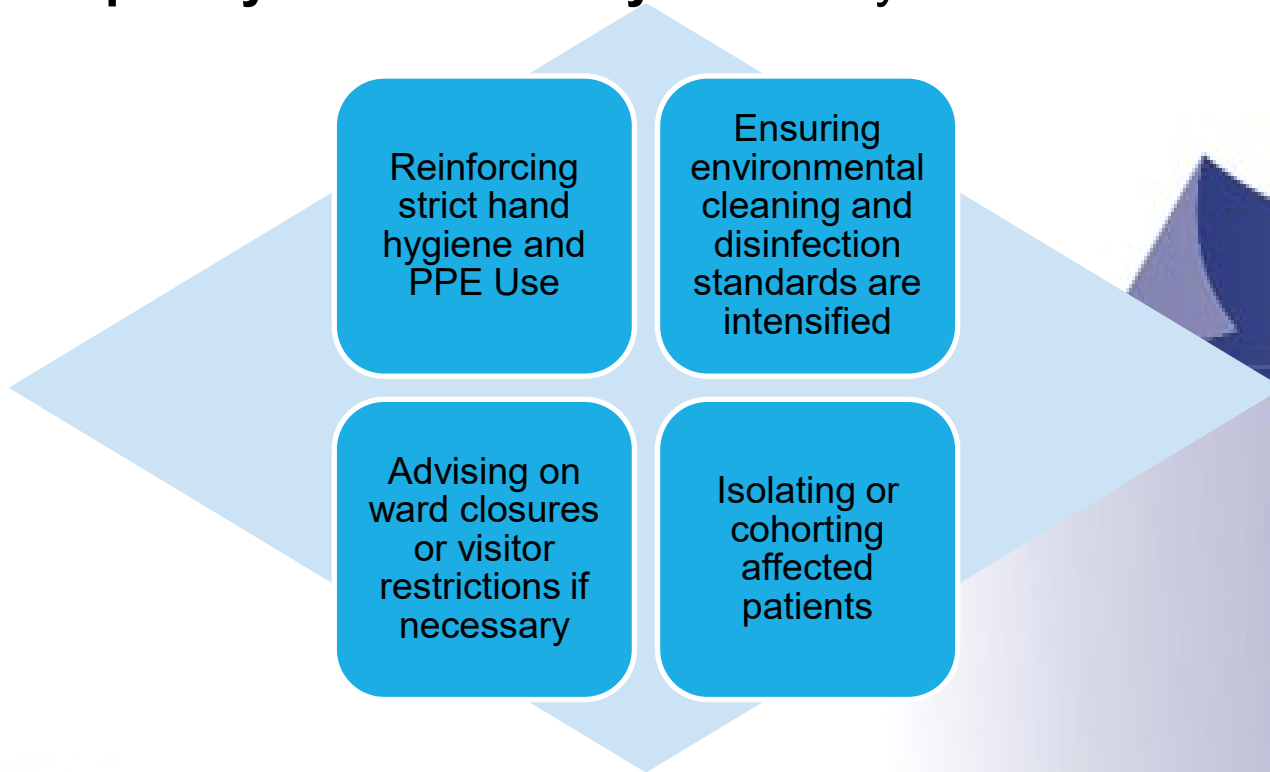 Reinforcing
strict hand
hygiene and
PPE Use
Ensuring
environmental
cleaning and
disinfection
standards are
intensified
Advising on
ward closures
or visitor
restrictions if
necessary
Isolating or
cohorting
affected
patients